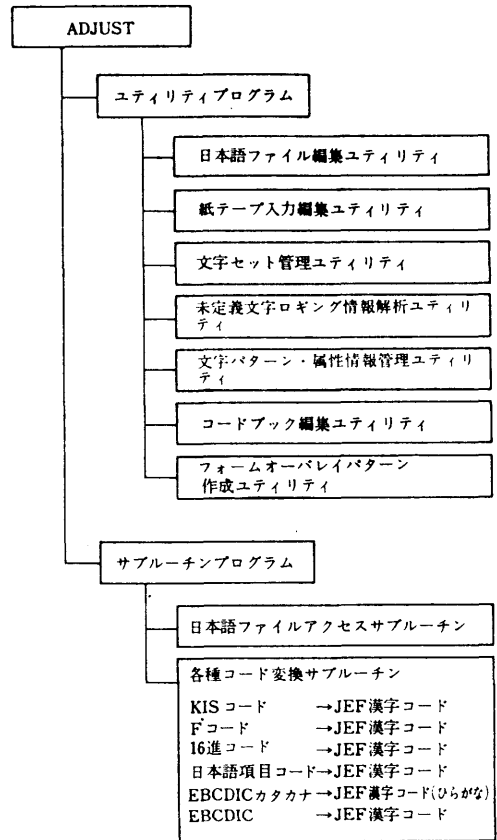 ADJUST
ユティリティプログラム
日本語ファイル編集ユティリティ
紙テープ入力編集ユティリティ
文字セット管理ユティリティ
未定義文字ロギング情報解析ユティリ
ティ
文字パターン・属性情報管理ユティリ
ティ
コードブック編集ユティリティ
フォームオーバレイパターン
作成ユティリティ
サブルーチンプログラム
日本語ファイルアクセスサブルーチン
各種コード変換サブルーチン
KIS コード →JEF漢字コード
F コード →JEF漢字コード
16進コード →JEF漢字コード
日本語項目コード→JEF漢字コード
EBCDICカタカナ→JEF漢字コード(ひらがな)
EBCDIC →JEF漢字コード